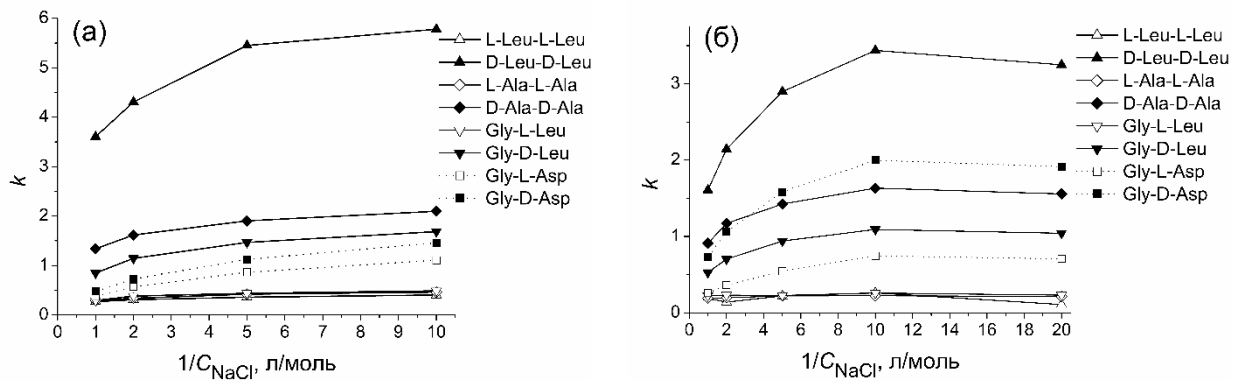 (а)
6
5
4
3
2
1
0
k
0 1 2 3 4 5 6 7 8 9 10
1/C_NaCl, л/моль
L-Leu-L-Leu
D-Leu-D-Leu
L-Ala-L-Ala
D-Ala-D-Ala
Gly-L-Leu
Gly-D-Leu
Gly-L-Asp
Gly-D-Asp
(б)
3
2
1
0
k
0 2 4 6 8 10 12 14 16 18 20
1/C_NaCl, л/моль
L-Leu-L-Leu
D-Leu-D-Leu
L-Ala-L-Ala
D-Ala-D-Ala
Gly-L-Leu
Gly-D-Leu
Gly-L-Asp
Gly-D-Asp